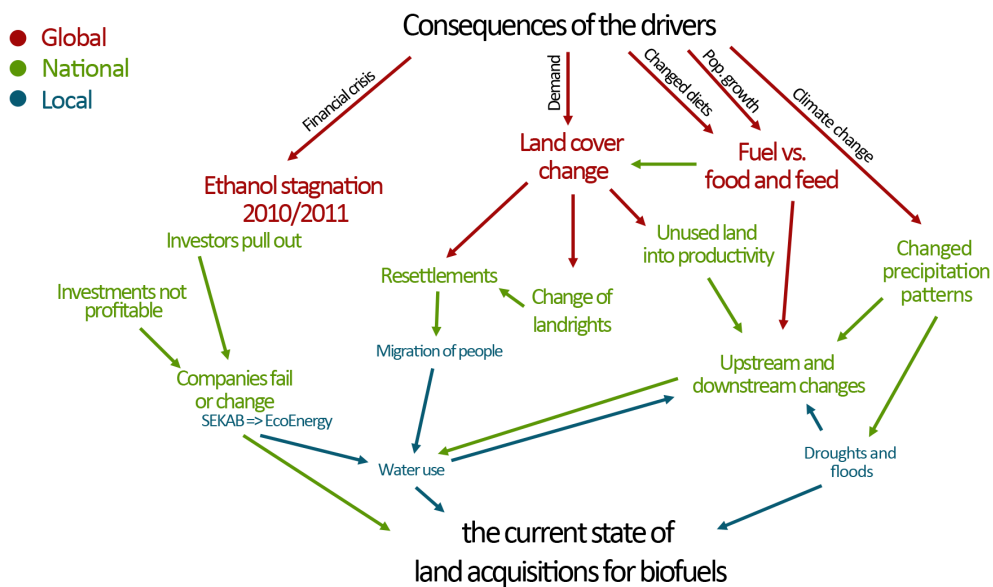 Consequences of the drivers
Global
National
Local
Financial crisis
Demand
Changed diets
Pop. growth
Climate change
Land cover
change
Fuel vs.
food and feed
Ethanol stagnation
2010/2011
Investors pull out
Unused land
into productivity
Changed
precipitation
patterns
Resettlements
Investments not
profitable
Change of
landrights
Migration of people
Upstream and
downstream changes
Companies fail
or change
SEKAB => EcoEnergy
Droughts and
floods
Water use
the current state of
land acquisitions for biofuels